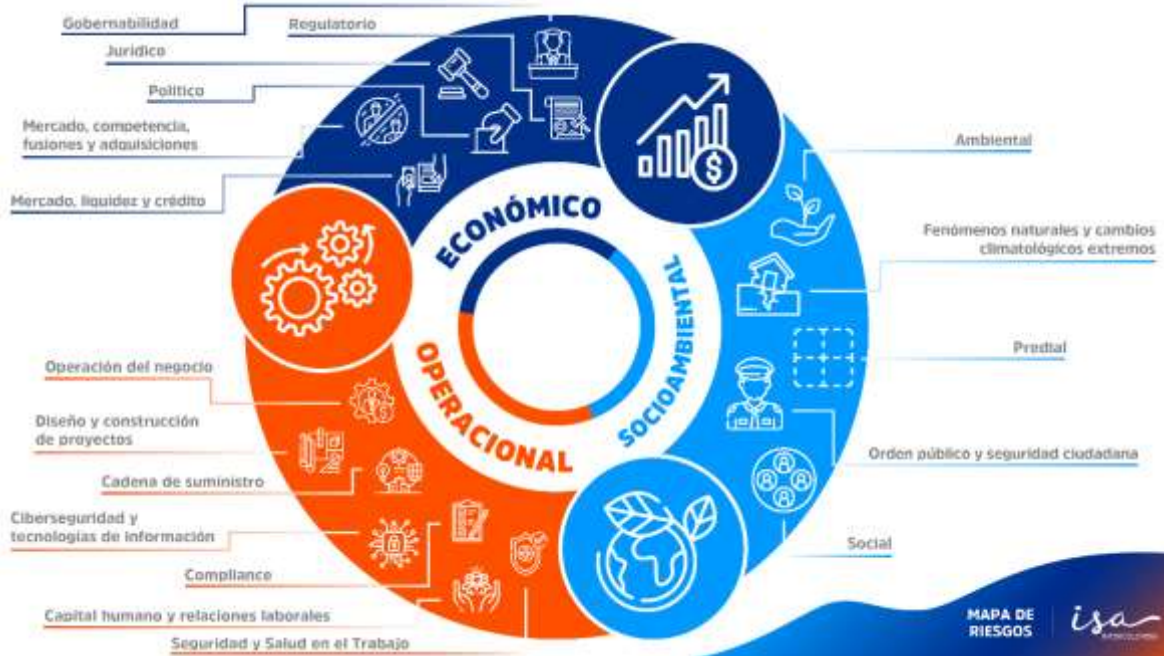 Gobernabilidad
Regulatorio
Jurídico
Político
Mercado, competencia,
fusiones y adquisiciones
Mercado, liquidez y crédito
ECONÓMICO
$
Ambiental
Fenómenos naturales y cambios
climatológicos extremos
Predial
Orden público y seguridad ciudadana
Social
SOCIOAMBIENTAL
OPERACIONAL
Operación del negocio
Diseño y construcción
de proyectos
Cadena de suministro
Ciberseguridad y
tecnologías de información
Compliance
Capital humano y relaciones laborales
Seguridad y Salud en el Trabajo
MAPA DE
RIESGOS
isa